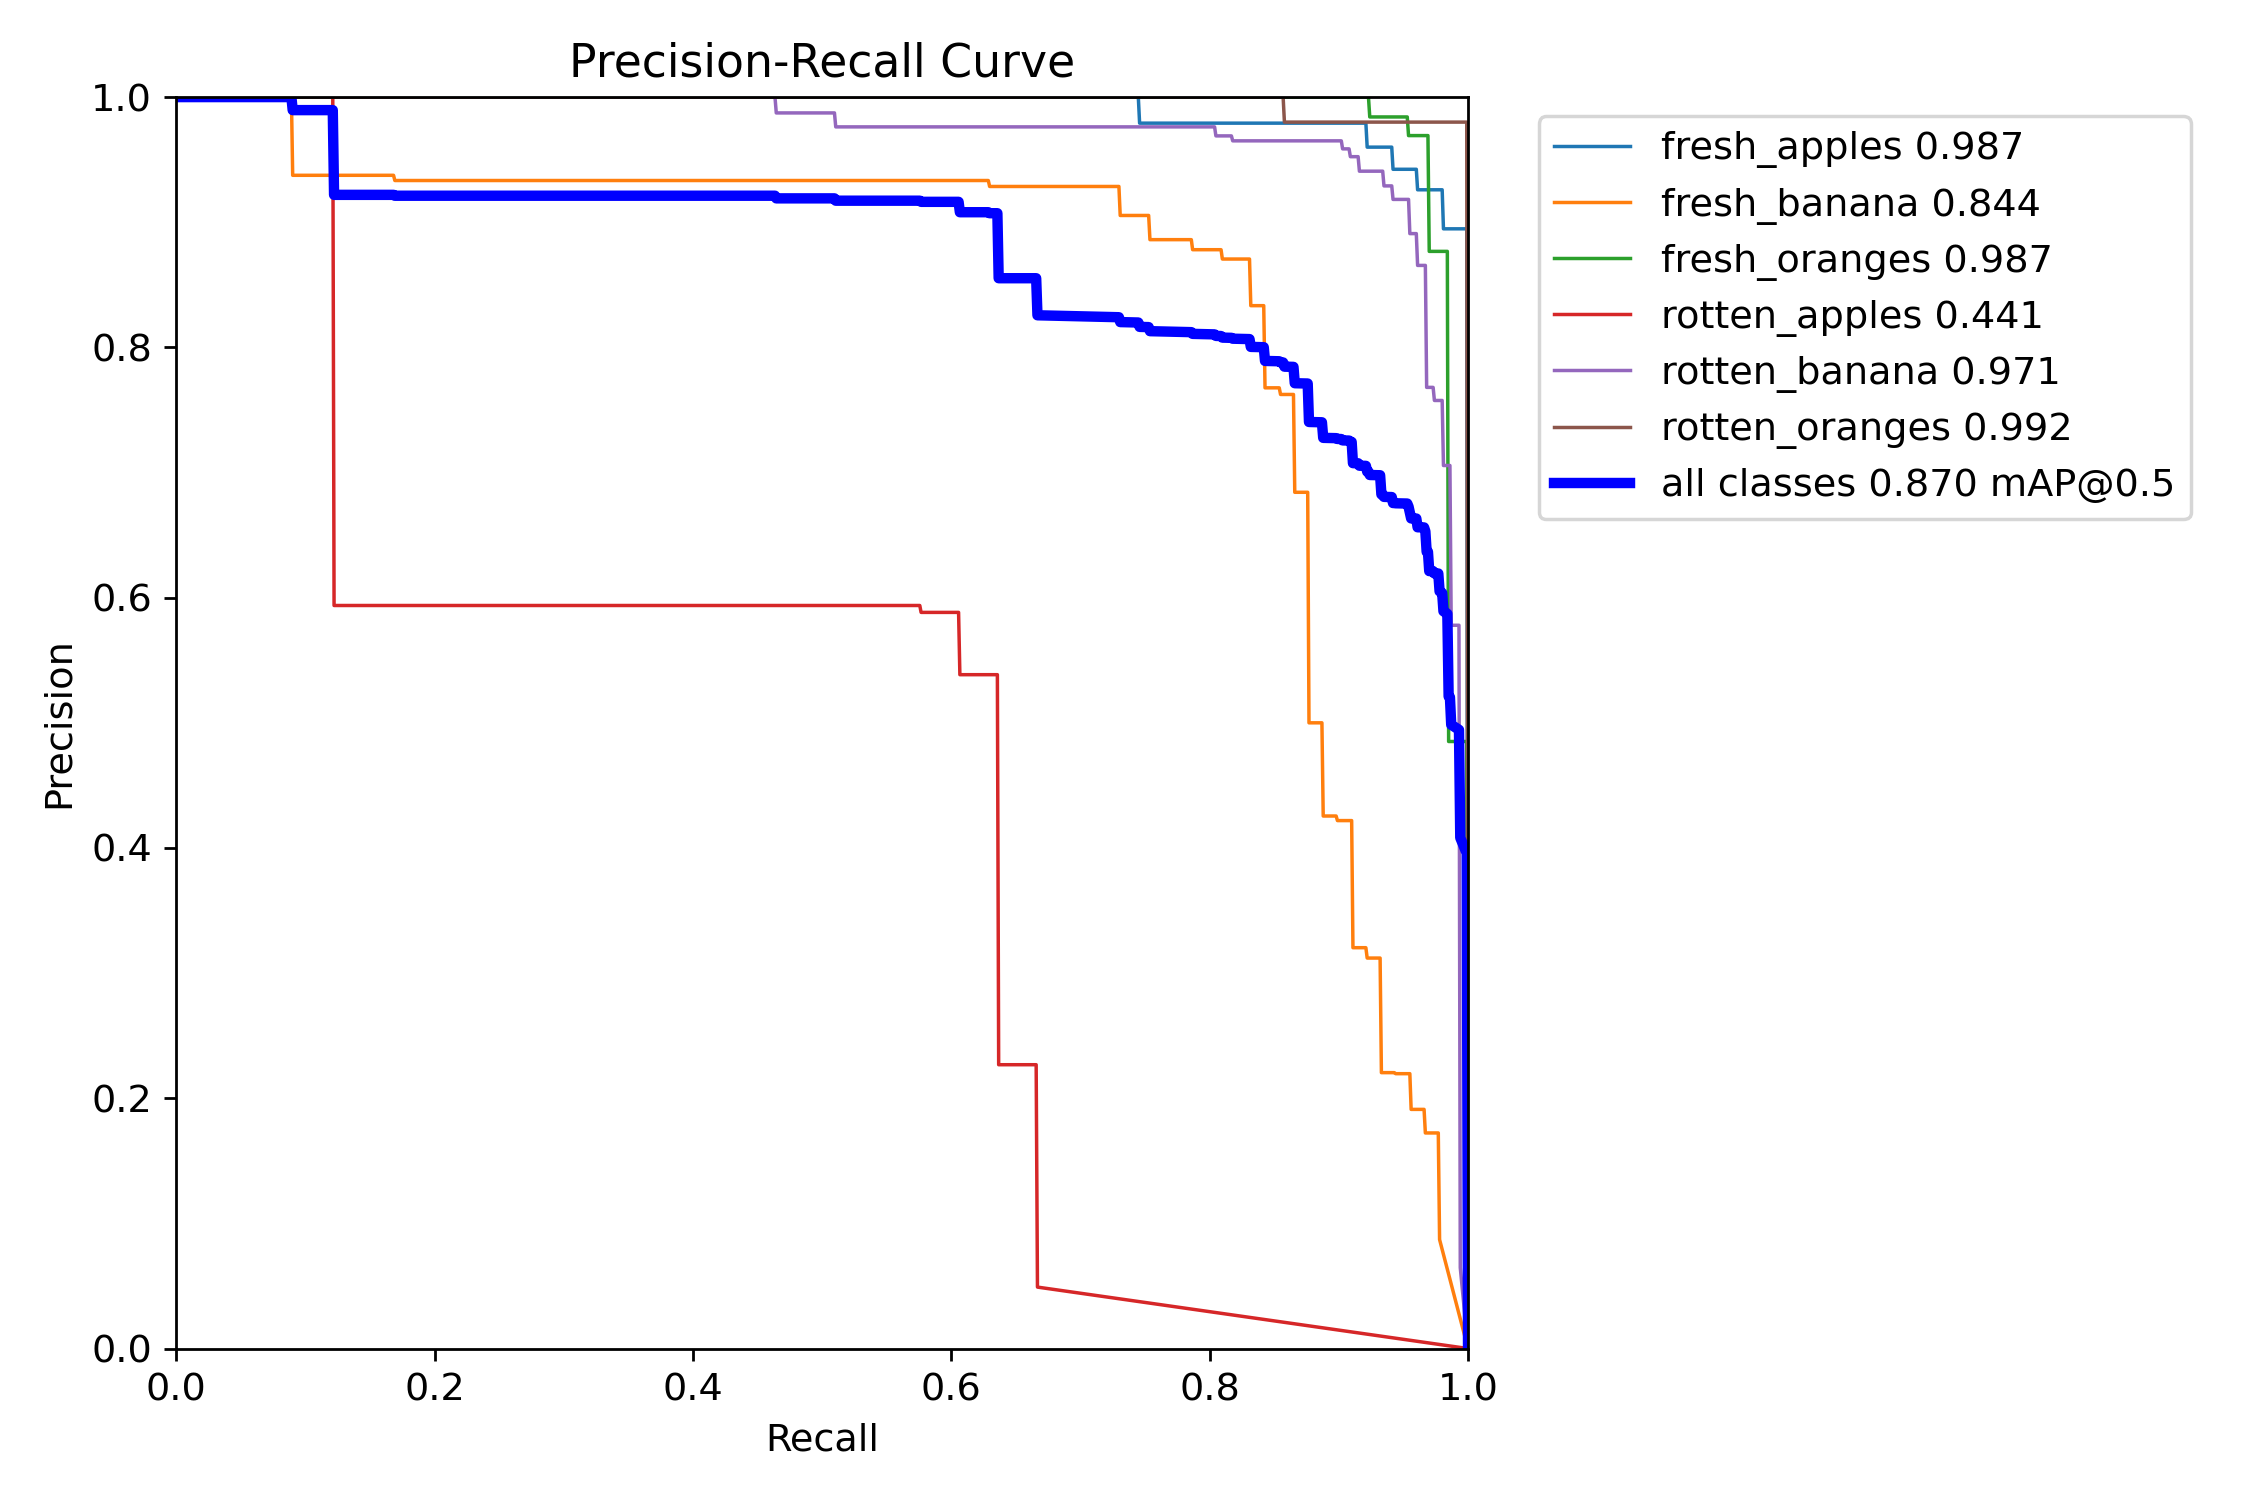 Precision-Recall Curve
1.0
0.8
0.6
0.4
0.2
0.0
Precision
0.0 0.2 0.4 0.6 0.8 1.0
Recall
fresh_apples 0.987
fresh_banana 0.844
fresh_oranges 0.987
rotten_apples 0.441
rotten_banana 0.971
rotten_oranges 0.992
all classes 0.870 mAP@0.5